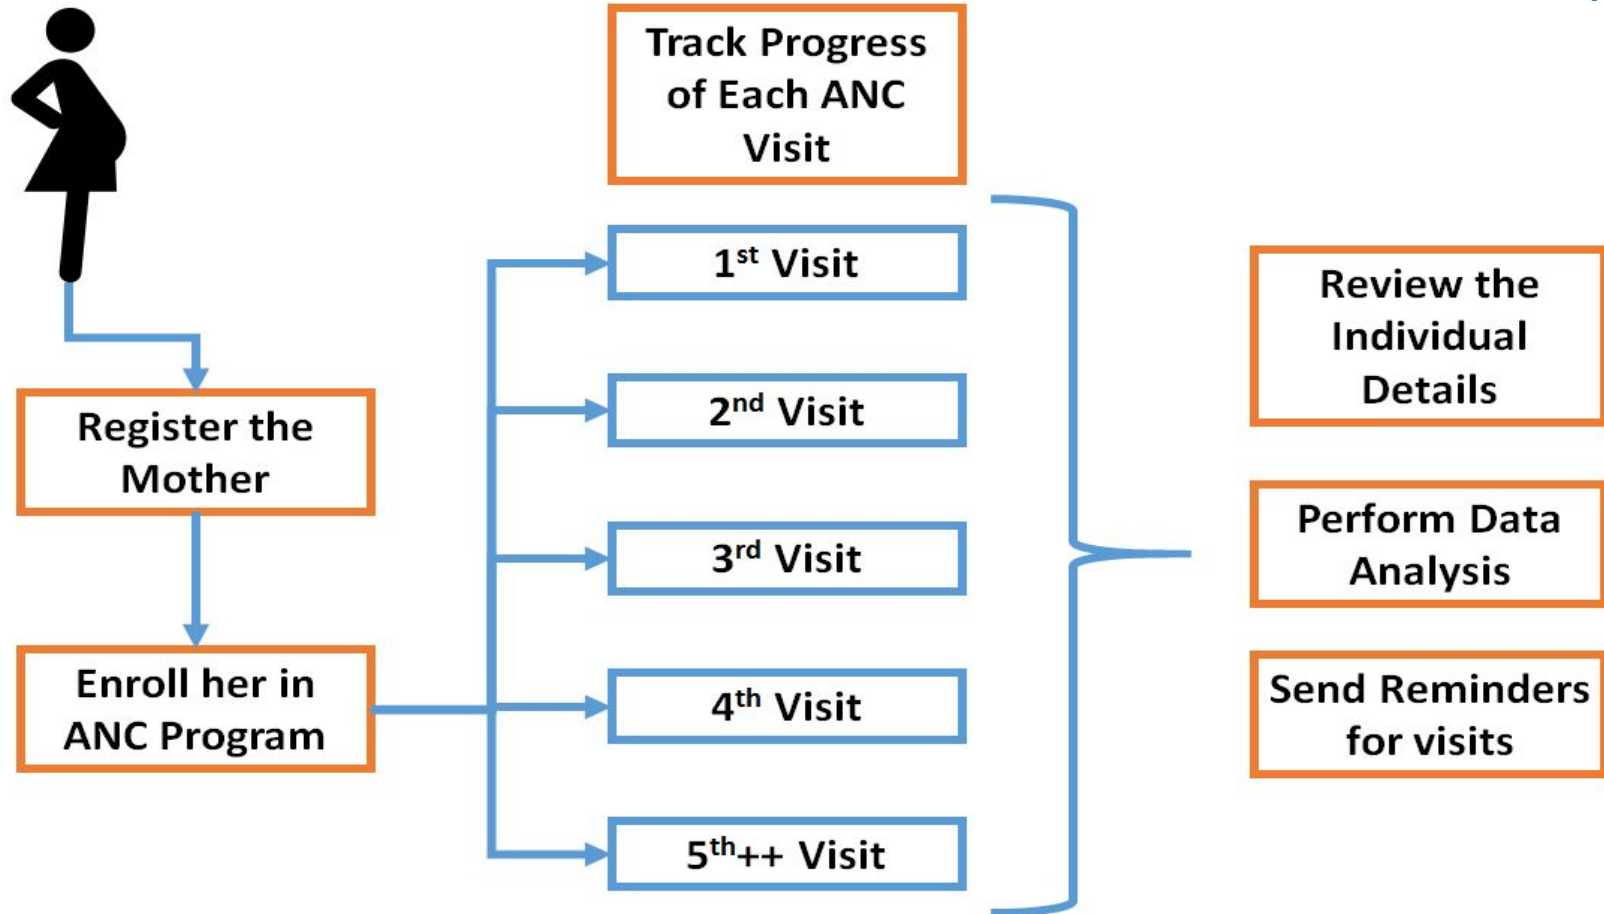 Track Progress
of Each ANC
Visit
Register the
Mother
Enroll her in
ANC Program
1st Visit
2nd Visit
3rd Visit
4th Visit
5th++ Visit
Review the
Individual
Details
Perform Data
Analysis
Send Reminders
for visits